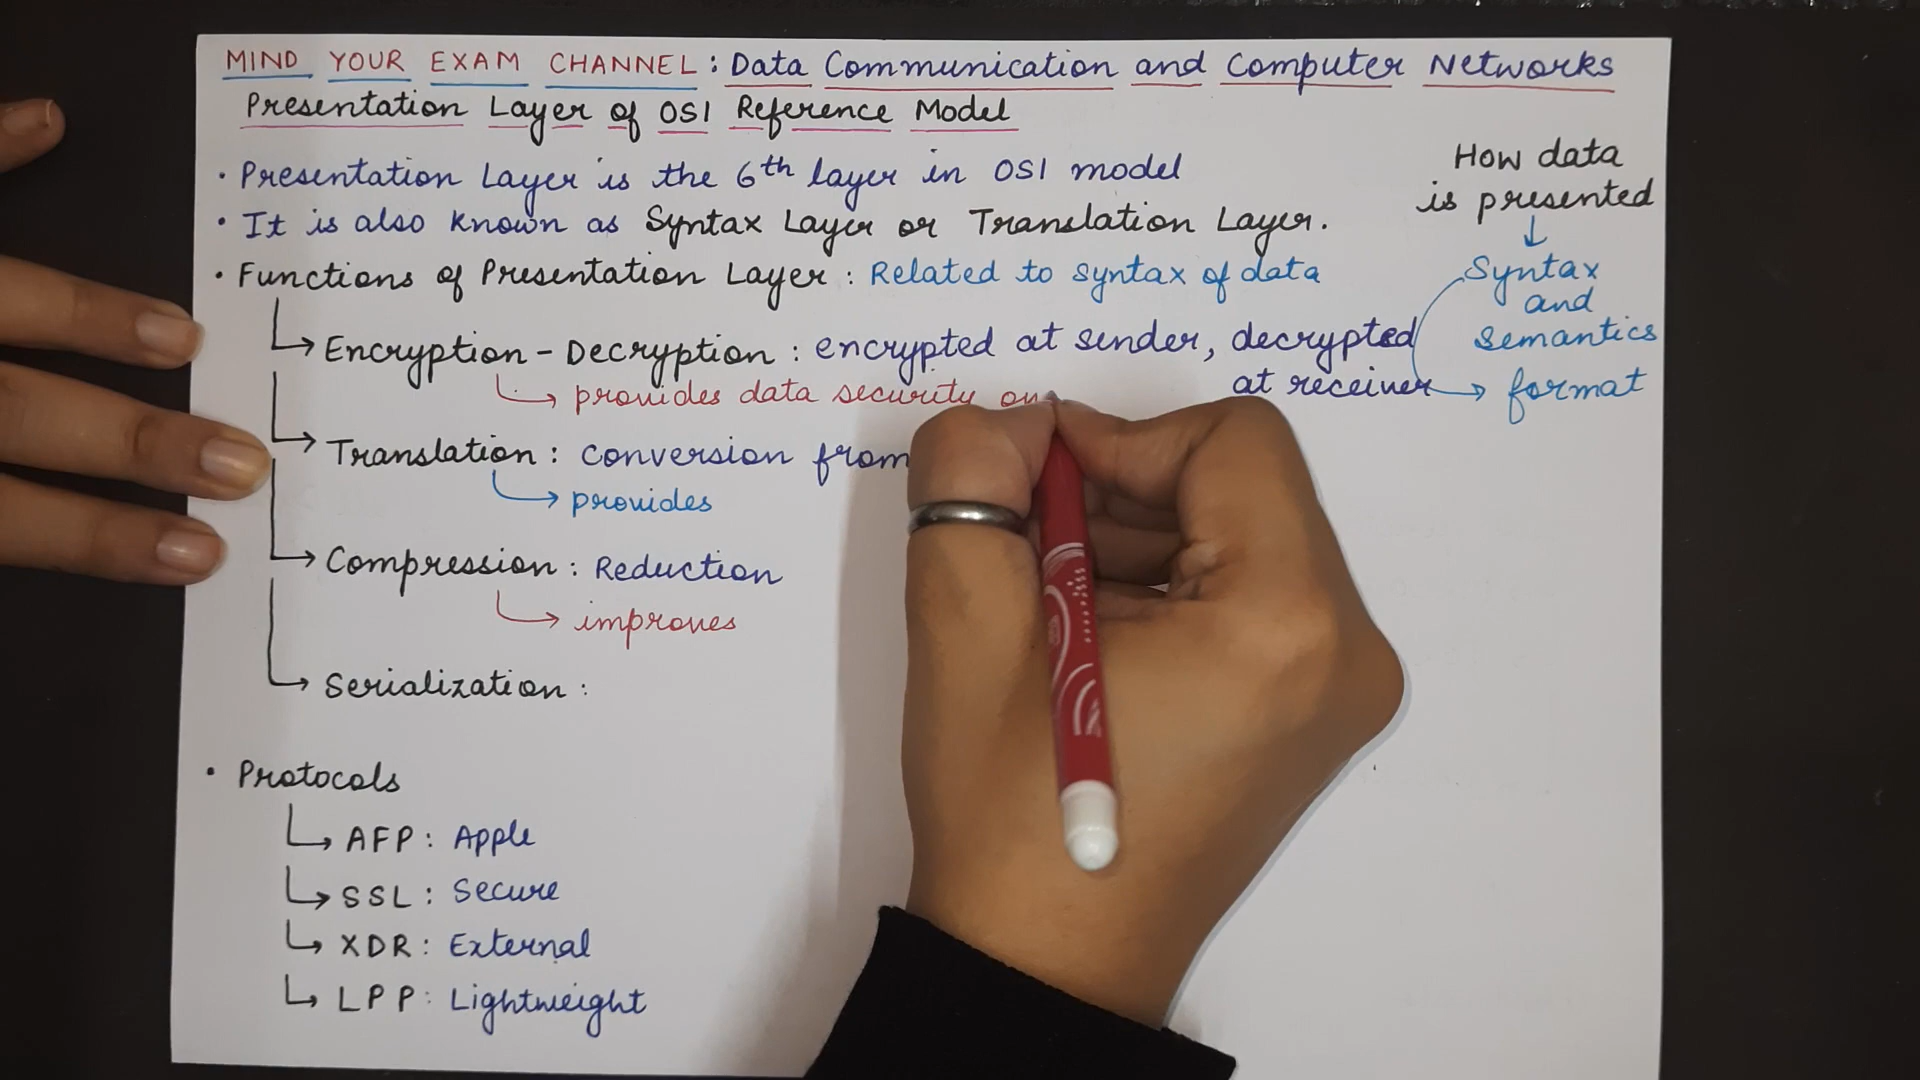 MIND YOUR EXAM CHANNEL : Data Communication and Computer Networks
Presentation Layer of OSI Reference Model
• Presentation Layer is the 6th layer in OSI model
• It is also known as Syntax Layer or Translation Layer.
• Functions of Presentation Layer : Related to syntax of data
→ Encryption - Decryption : encrypted at sender, decrypted
at receiver
→ provides data security on
→ Translation : conversion from
→ provides
→ Compression : Reduction
→ improves
→ Serialization :
• Protocols
→ AFP : Apple
→ SSL : Secure
→ XDR : External
→ LPP : Lightweight
How data
is presented
↓
Syntax
and
semantics
→ format